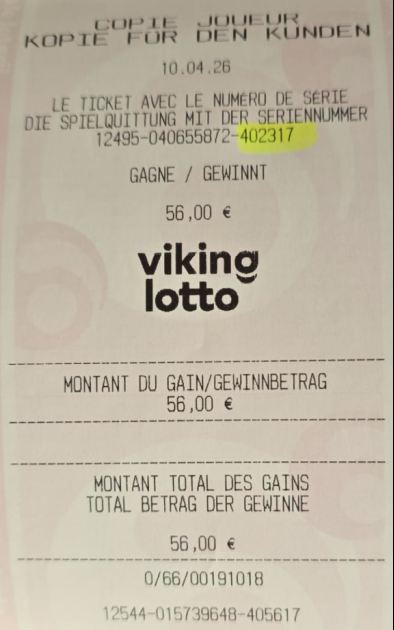 COPIE JOUEUR
KOPIE FÜR DEN KUNDEN
10.04.26
LE TICKET AVEC LE NUMÉRO DE SÉRIE
DIE SPIELQUITTUNG MIT DER SERIENNUMMER
12495-040655872-402317
GAGNE / GEWINNT
56,00 €
viking
lotto
MONTANT DU GAIN/GEWINNBETRAG
56,00 €
MONTANT TOTAL DES GAINS
TOTAL BETRAG DER GEWINNE
56,00 €
0/66/00191018
12544-015739648-405617